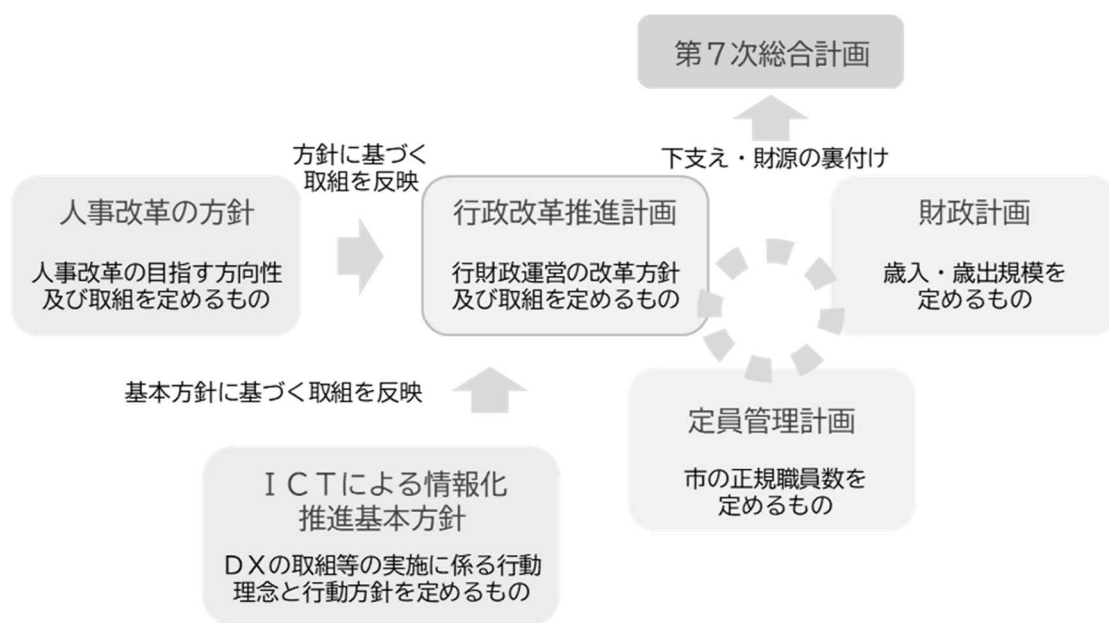 第７次総合計画
下支え・財源の裏付け
方針に基づく
取組を反映
人事改革の方針
人事改革の目指す方向性
及び取組を定めるもの
行政改革推進計画
行財政運営の改革方針
及び取組を定めるもの
財政計画
歳入・歳出規模を
定めるもの
基本方針に基づく取組を反映
定員管理計画
市の正規職員数を
定めるもの
ＩＣＴによる情報化
推進基本方針
ＤＸの取組等の実施に係る行動
理念と行動方針を定めるもの